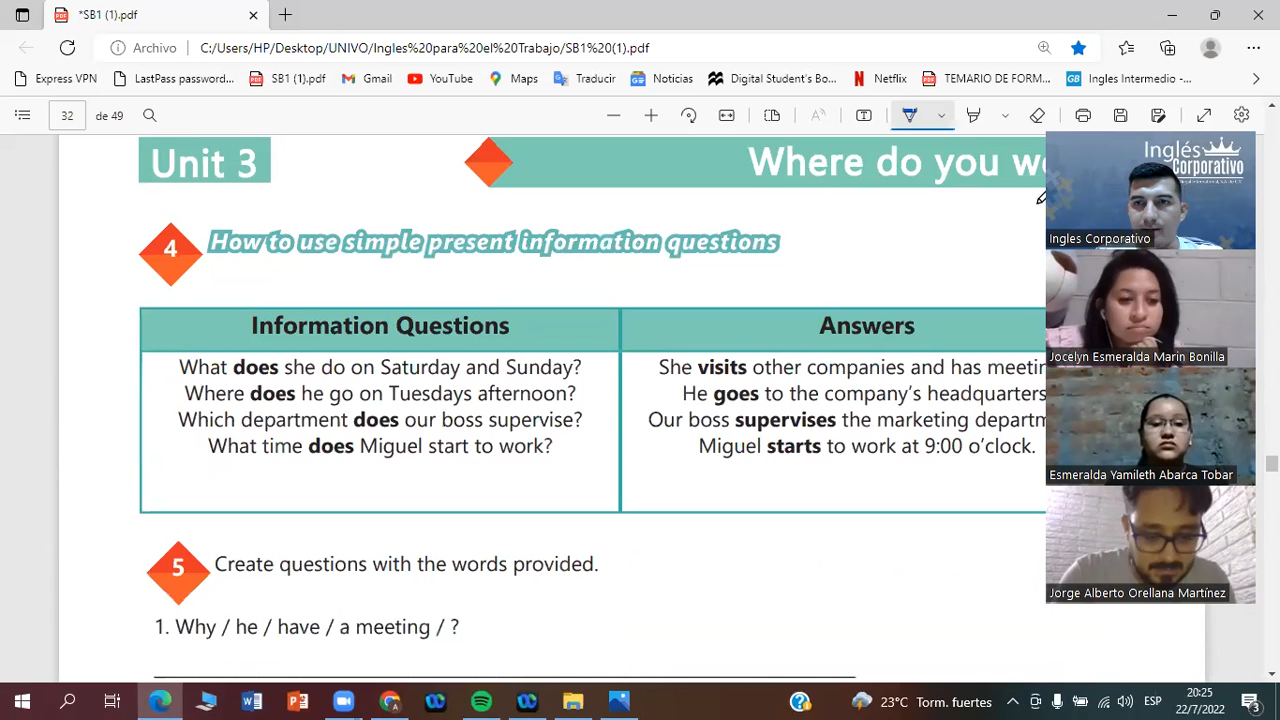 *SB1 (1).pdf
Archivo
C:/Users/HP/Desktop/UNIVO/Ingles%20para%20el%20Trabajo/SB1%20(1).pdf
Express VPN
LastPass password...
SB1 (1).pdf
Gmail
YouTube
Maps
Traducir
Noticias
Digital Student's Bo...
Netflix
TEMARIO DE FORM...
Ingles Intermedio -...
32 de 49
Unit 3
Where do you wo
4 How to use simple present information questions
Information Questions
Answers
What does she do on Saturday and Sunday?
She visits other companies and has meetin
Where does he go on Tuesdays afternoon?
He goes to the company's headquarters
Which department does our boss supervise?
Our boss supervises the marketing departm
What time does Miguel start to work?
Miguel starts to work at 9:00 o'clock.
5 Create questions with the words provided.
1. Why / he / have / a meeting / ?
Inglés
Corporativo
Ingles Corporativo
Jocelyn Esmeralda Marin Bonilla
Esmeralda Yamileth Abarca Tobar
Jorge Alberto Orellana Martínez
23°C Torm. fuertes
ESP
20:25
22/7/2022
3